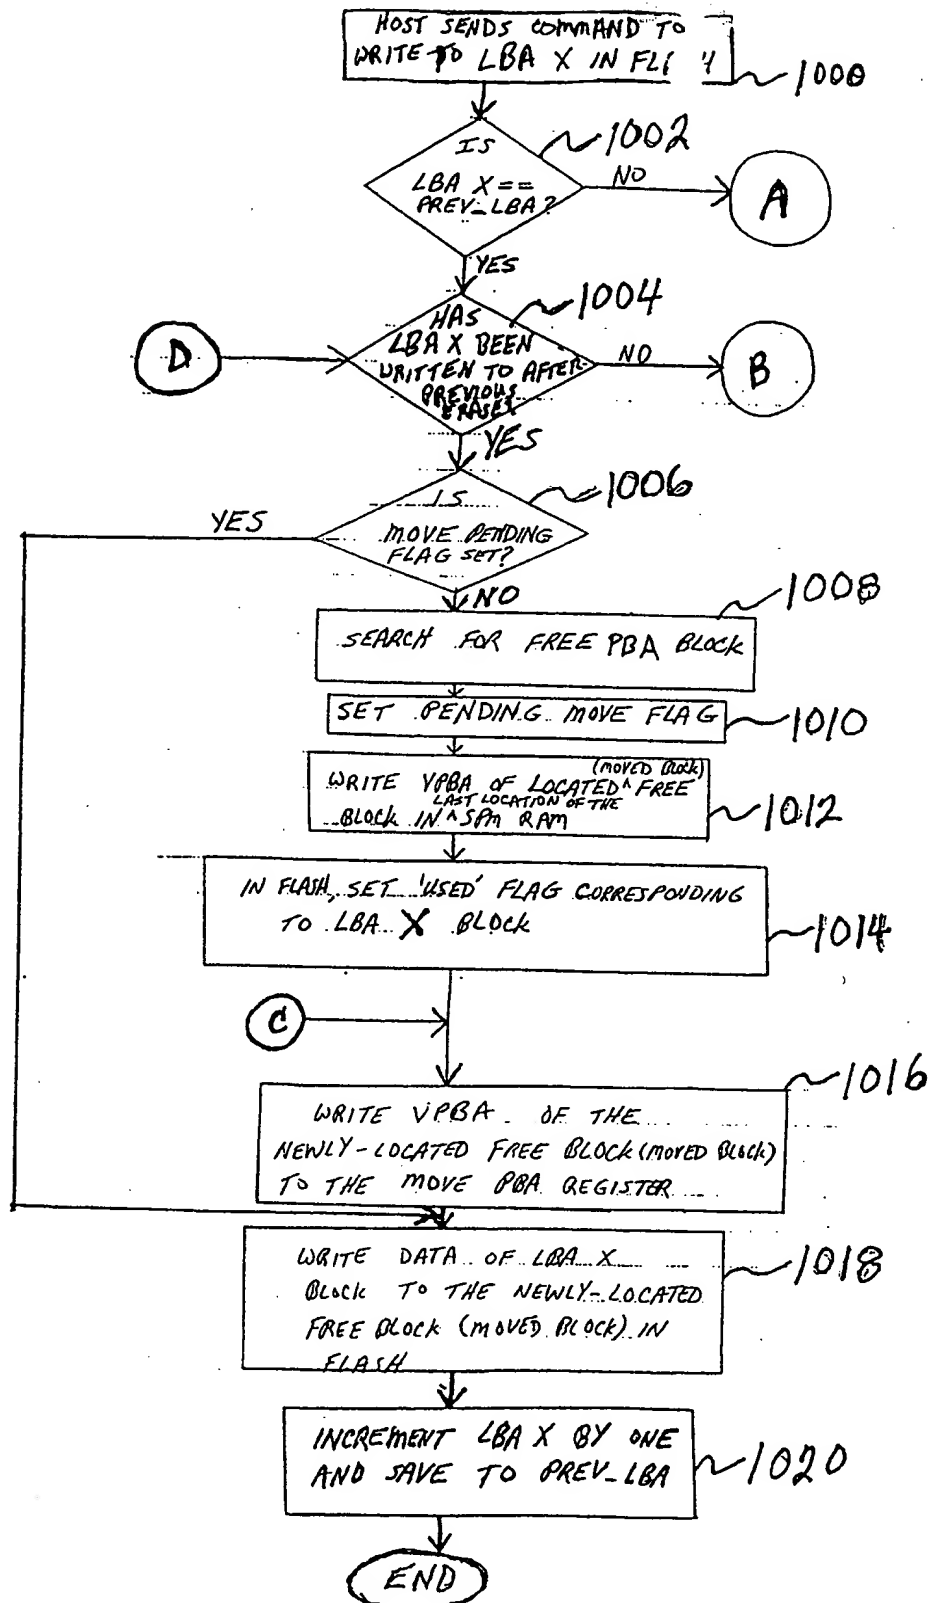 HOST SENDS COMMAND TO
WRITE TO LBA X IN
1000
1002
IS
LBA X ==
PREV_LBA?
NO
A
YES
1004
HAS
LBA X BEEN
WRITTEN TO AFTER
PREVIOUS
ERASE?
D
NO
B
YES
1006
IS
MOVE PENDING
FLAG SET?
YES
NO
1008
SEARCH FOR FREE PBA BLOCK
SET PENDING MOVE FLAG
1010
(MOVED BLOCK)
WRITE VPBA OF LOCATED ^ FREE
LAST LOCATION OF THE
BLOCK IN ^ SPM RAM
1012
IN FLASH, SET 'USED' FLAG CORRESPONDING
TO LBA X BLOCK
1014
C
1016
WRITE VPBA OF THE
NEWLY-LOCATED FREE BLOCK (MOVED BLOCK)
TO THE MOVE PBA REGISTER
WRITE DATA OF LBA X
BLOCK TO THE NEWLY-LOCATED
FREE BLOCK (MOVED BLOCK) IN
FLASH
1018
INCREMENT LBA X BY ONE
AND SAVE TO PREV_LBA
1020
END